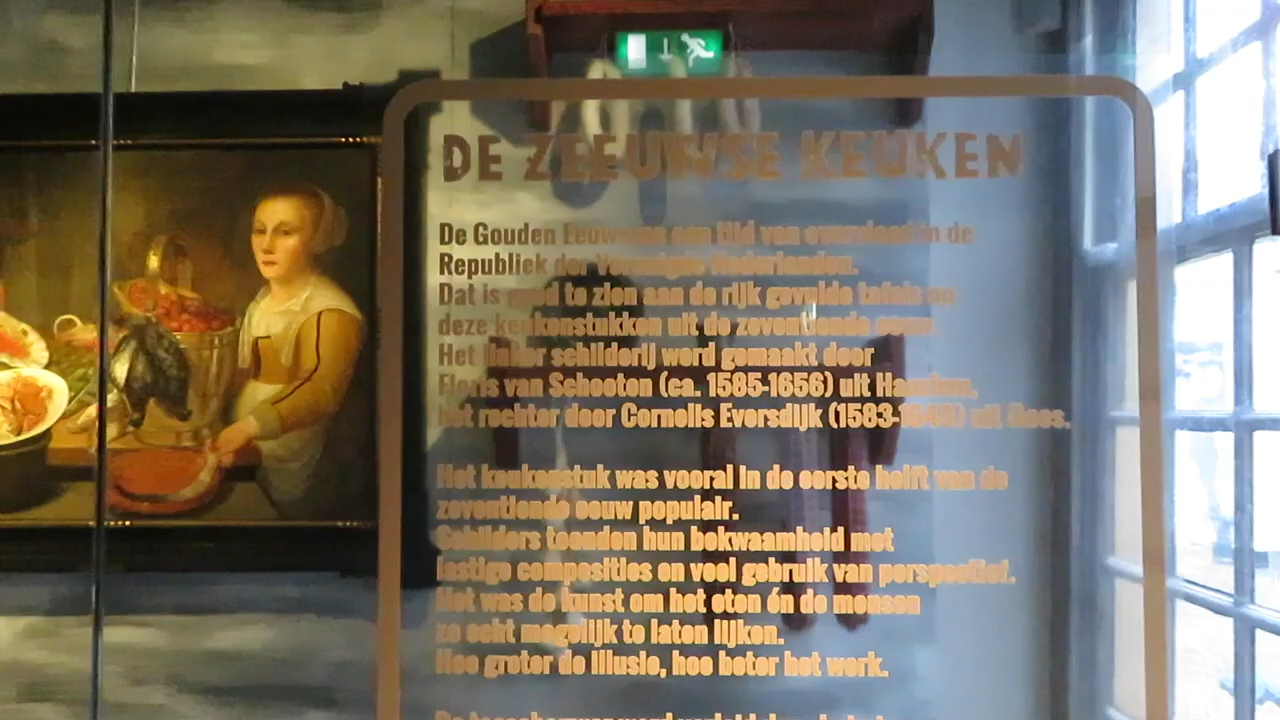 DE ZEEUWSE KEUKEN
De Gouden Eeuw was een tijd van overvloed in de
Republiek der Verenigde Nederlanden.
Dat is goed te zien aan de rijk gevulde tafels op
deze keukenstukken uit de zeventiende eeuw.
Het linker schilderij werd gemaakt door
Floris van Schooten (ca. 1585-1656) uit Haarlem,
het rechter door Cornelis Eversdijk (1583-1649) uit Goes.
Het keukenstuk was vooral in de eerste helft van de
zeventiende eeuw populair.
Schilders toonden hun bekwaamheid met
lastige composities en veel gebruik van perspectief.
Het was de kunst om het eten én de mensen
zo echt mogelijk te laten lijken.
Hoe groter de illusie, hoe beter het werk.